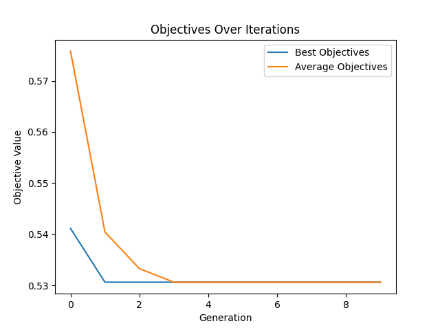 Objectives Over Iterations
Best Objectives
Average Objectives
Objective Value
0.57
0.56
0.55
0.54
0.53
0 2 4 6 8
Generation